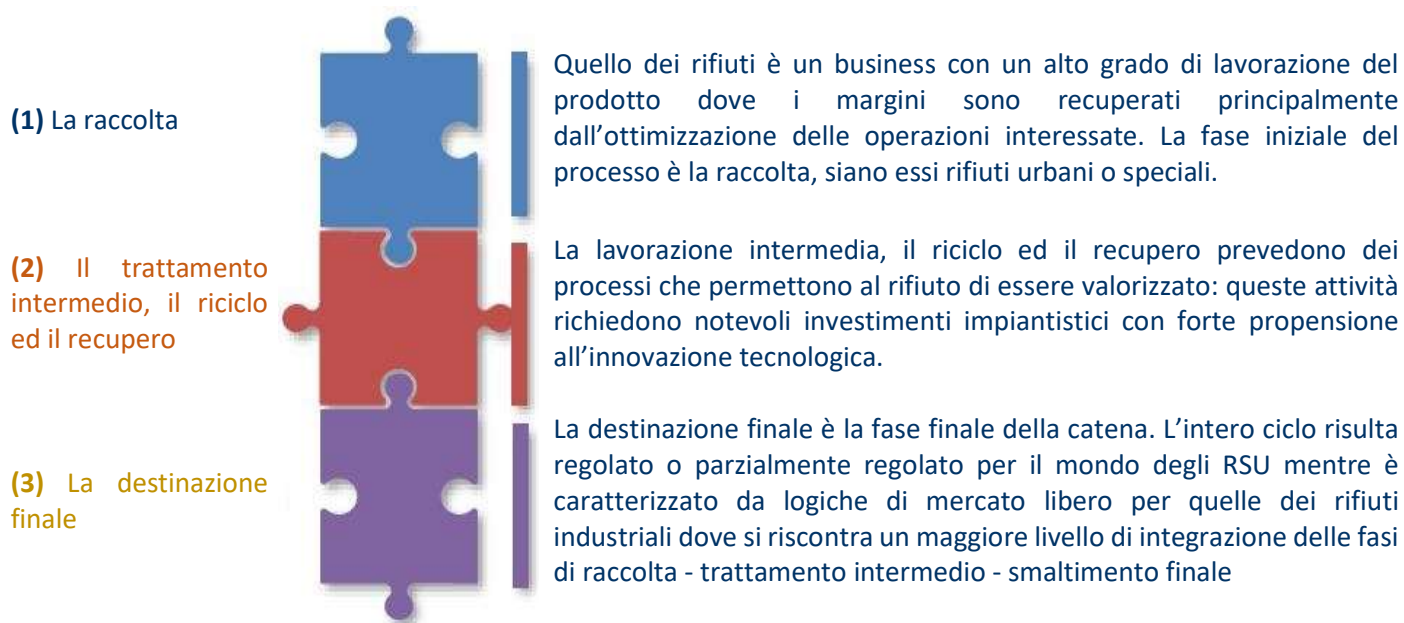 (1) La raccolta
Quello dei rifiuti è un business con un alto grado di lavorazione del
prodotto dove i margini sono recuperati principalmente
dall’ottimizzazione delle operazioni interessate. La fase iniziale del
processo è la raccolta, siano essi rifiuti urbani o speciali.
(2) Il trattamento
intermedio, il riciclo
ed il recupero
La lavorazione intermedia, il riciclo ed il recupero prevedono dei
processi che permettono al rifiuto di essere valorizzato: queste attività
richiedono notevoli investimenti impiantistici con forte propensione
all’innovazione tecnologica.
(3) La destinazione
finale
La destinazione finale è la fase finale della catena. L’intero ciclo risulta
regolato o parzialmente regolato per il mondo degli RSU mentre è
caratterizzato da logiche di mercato libero per quelle dei rifiuti
industriali dove si riscontra un maggiore livello di integrazione delle fasi
di raccolta - trattamento intermedio - smaltimento finale